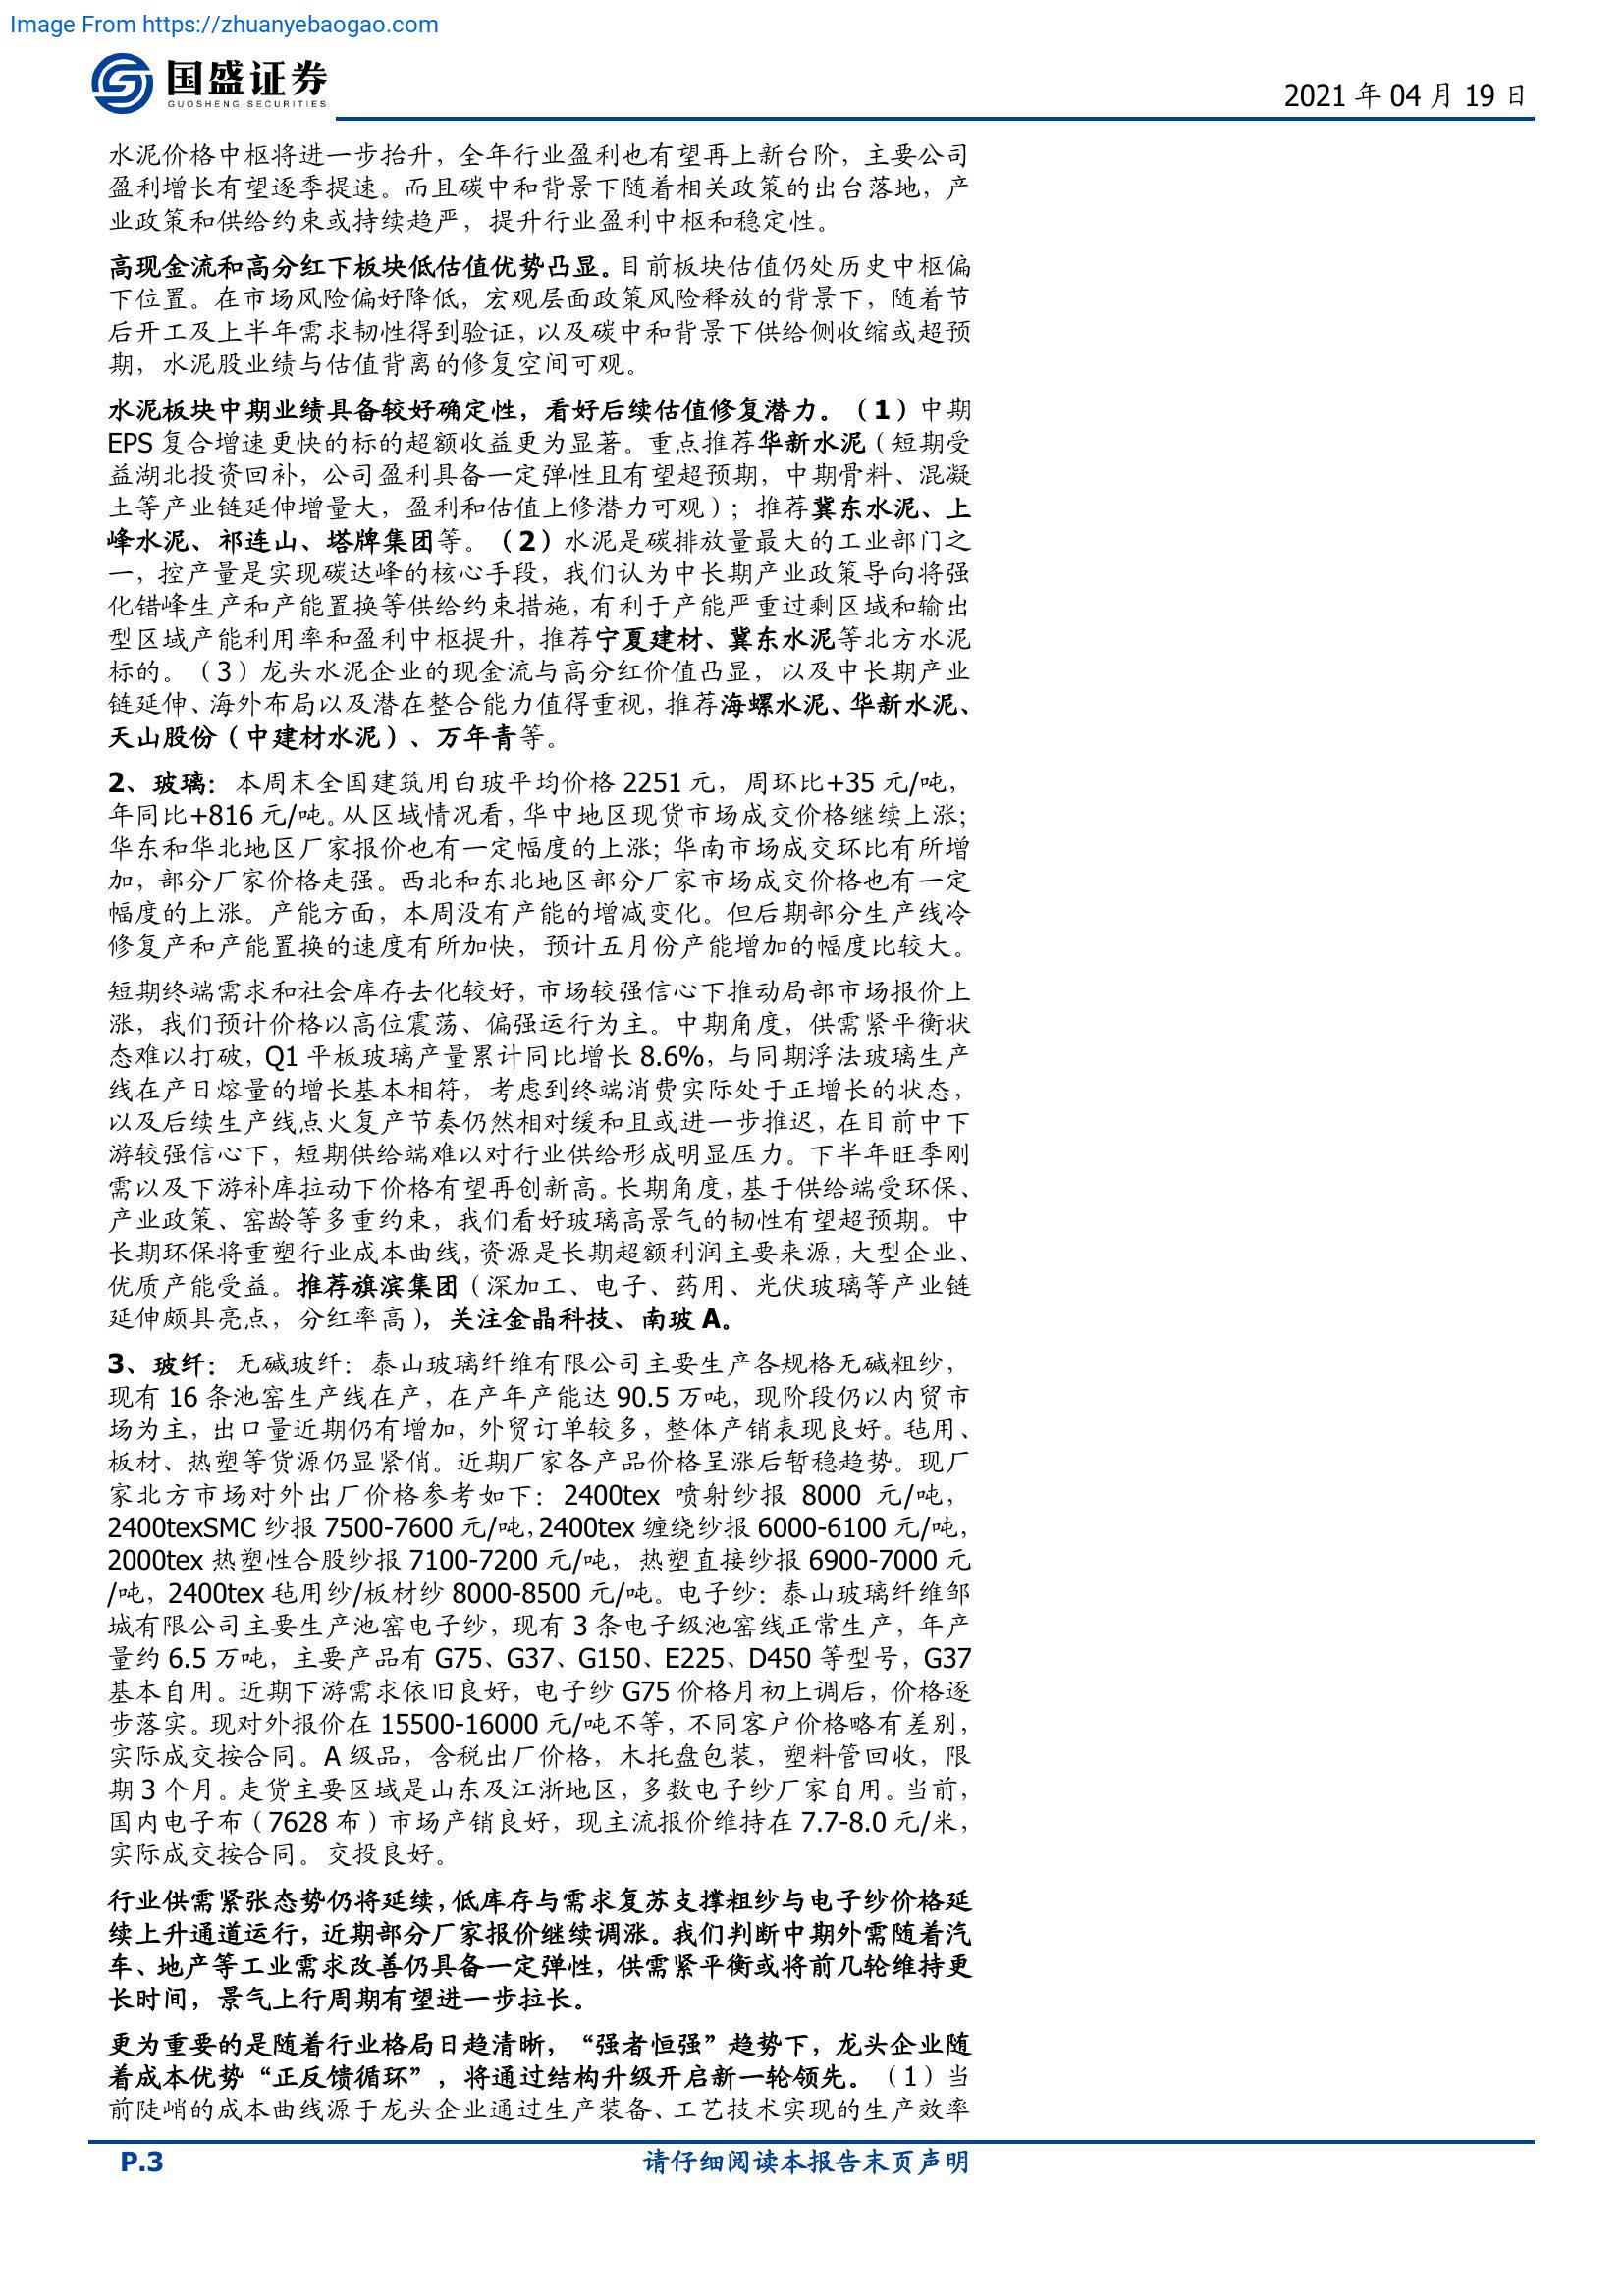 Image From https://zhuanyebaogao.com
国盛证券
GUOSHENG SECURITIES
2021 年 04 月 19 日
水泥价格中枢将进一步抬升，全年行业盈利也有望再上新台阶，主要公司
盈利增长有望逐季提速。而且碳中和背景下随着相关政策的出台落地，产
业政策和供给约束或持续趋严，提升行业盈利中枢和稳定性。
高现金流和高分红下板块低估值优势凸显。目前板块估值仍处历史中枢偏
下位置。在市场风险偏好降低，宏观层面政策风险释放的背景下，随着节
后开工及上半年需求韧性得到验证，以及碳中和背景下供给侧收缩或超预
期，水泥股业绩与估值背离的修复空间可观。
水泥板块中期业绩具备较好确定性，看好后续估值修复潜力。（1）中期
EPS 复合增速更快的标的超额收益更为显著。重点推荐华新水泥（短期受
益湖北投资回补，公司盈利具备一定弹性且有望超预期，中期骨料、混凝
土等产业链延伸增量大，盈利和估值上修潜力可观）；推荐冀东水泥、上
峰水泥、祁连山、塔牌集团等。（2）水泥是碳排放量最大的工业部门之
一，控产量是实现碳达峰的核心手段，我们认为中长期产业政策导向将强
化错峰生产和产能置换等供给约束措施，有利于产能严重过剩区域和输出
型区域产能利用率和盈利中枢提升，推荐宁夏建材、冀东水泥等北方水泥
标的。（3）龙头水泥企业的现金流与高分红价值凸显，以及中长期产业
链延伸、海外布局以及潜在整合能力值得重视，推荐海螺水泥、华新水泥、
天山股份（中建材水泥）、万年青等。
2、玻璃：本周末全国建筑用白玻平均价格 2251 元，周环比+35 元/吨，
年同比+816 元/吨。从区域情况看，华中地区现货市场成交价格继续上涨；
华东和华北地区厂家报价也有一定幅度的上涨；华南市场成交环比有所增
加，部分厂家价格走强。西北和东北地区部分厂家市场成交价格也有一定
幅度的上涨。产能方面，本周没有产能的增减变化。但后期部分生产线冷
修复产和产能置换的速度有所加快，预计五月份产能增加的幅度比较大。
短期终端需求和社会库存去化较好，市场较强信心下推动局部市场报价上
涨，我们预计价格以高位震荡、偏强运行为主。中期角度，供需紧平衡状
态难以打破，Q1 平板玻璃产量累计同比增长 8.6%，与同期浮法玻璃生产
线在产日熔量的增长基本相符，考虑到终端消费实际处于正增长的状态，
以及后续生产线点火复产节奏仍然相对缓和且或进一步推迟，在目前中下
游较强信心下，短期供给端难以对行业供给形成明显压力。下半年旺季刚
需以及下游补库拉动下价格有望再创新高。长期角度，基于供给端受环保、
产业政策、窑龄等多重约束，我们看好玻璃高景气的韧性有望超预期。中
长期环保将重塑行业成本曲线，资源是长期超额利润主要来源，大型企业、
优质产能受益。推荐旗滨集团（深加工、电子、药用、光伏玻璃等产业链
延伸颇具亮点，分红率高），关注金晶科技、南玻 A。
3、玻纤：无碱玻纤：泰山玻璃纤维有限公司主要生产各规格无碱粗纱，
现有 16 条池窑生产线在产，在产年产能达 90.5 万吨，现阶段仍以内贸市
场为主，出口量近期仍有增加，外贸订单较多，整体产销表现良好。毡用、
板材、热塑等货源仍显紧俏。近期厂家各产品价格呈涨后暂稳趋势。现厂
家北方市场对外出厂价格参考如下：2400tex 喷射纱报 8000 元/吨，
2400texSMC 纱报 7500-7600 元/吨，2400tex 缠绕纱报 6000-6100 元/吨，
2000tex 热塑性合股纱报 7100-7200 元/吨，热塑直接纱报 6900-7000 元
/吨，2400tex 毡用纱/板材纱 8000-8500 元/吨。电子纱：泰山玻璃纤维邹
城有限公司主要生产池窑电子纱，现有 3 条电子级池窑线正常生产，年产
量约 6.5 万吨，主要产品有 G75、G37、G150、E225、D450 等型号，G37
基本自用。近期下游需求依旧良好，电子纱 G75 价格月初上调后，价格逐
步落实。现对外报价在 15500-16000 元/吨不等，不同客户价格略有差别，
实际成交按合同。A 级品，含税出厂价格，木托盘包装，塑料管回收，限
期 3 个月。走货主要区域是山东及江浙地区，多数电子纱厂家自用。当前，
国内电子布（7628 布）市场产销良好，现主流报价维持在 7.7-8.0 元/米，
实际成交按合同。交投良好。
行业供需紧张态势仍将延续，低库存与需求复苏支撑粗纱与电子纱价格延
续上升通道运行，近期部分厂家报价继续调涨。我们判断中期外需随着汽
车、地产等工业需求改善仍具备一定弹性，供需紧平衡或将前几轮维持更
长时间，景气上行周期有望进一步拉长。
更为重要的是随着行业格局日趋清晰，“强者恒强”趋势下，龙头企业随
着成本优势“正反馈循环”，将通过结构升级开启新一轮领先。（1）当
前陡峭的成本曲线源于龙头企业通过生产装备、工艺技术实现的生产效率
P.3
请仔细阅读本报告末页声明